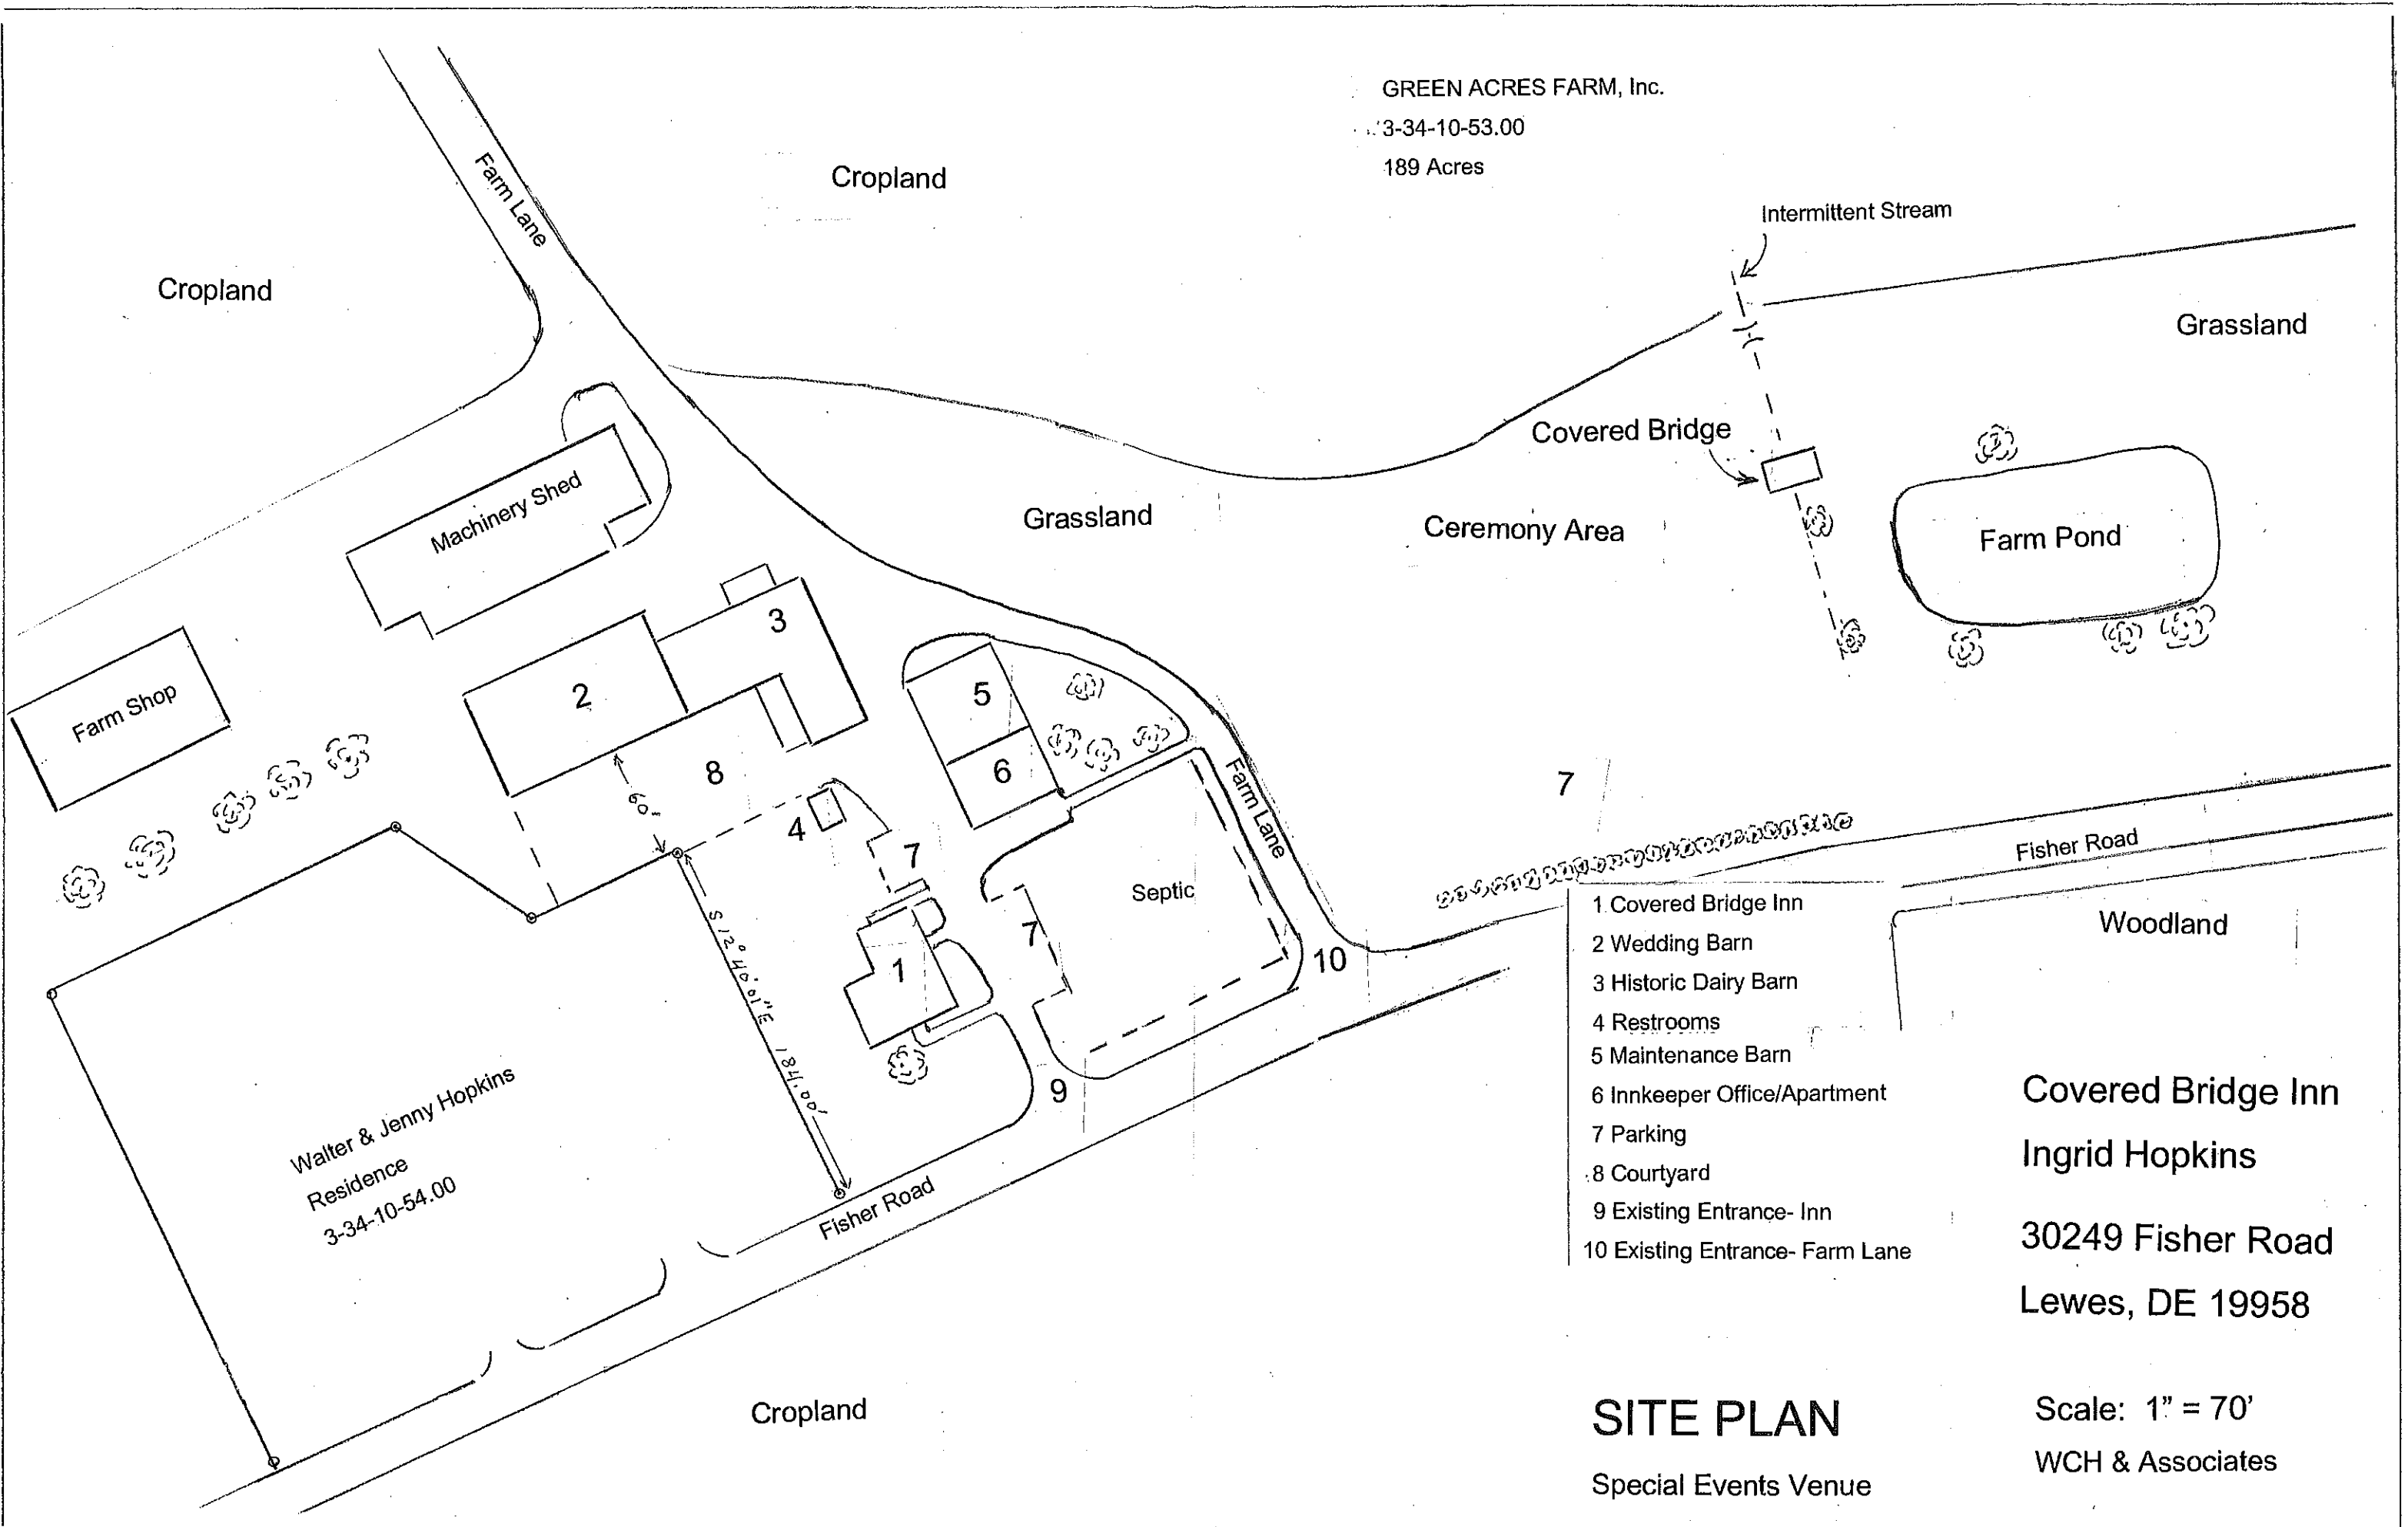 GREEN ACRES FARM, Inc.
3-34-10-53.00
189 Acres
Farm Lane
Cropland
Cropland
Intermittent Stream
Grassland
Covered Bridge
Machinery Shed
Grassland
Ceremony Area
Farm Pond
3
2
5
Farm Shop
8
6
60'
4
7
Farm Lane
7
Fisher Road
Septic
7
1
10
Woodland
S 12° 40' 01" E 184.00'
9
Walter & Jenny Hopkins
Residence
3-34-10-54.00
Fisher Road
Cropland
1 Covered Bridge Inn
2 Wedding Barn
3 Historic Dairy Barn
4 Restrooms
5 Maintenance Barn
6 Innkeeper Office/Apartment
7 Parking
8 Courtyard
9 Existing Entrance- Inn
10 Existing Entrance- Farm Lane
Covered Bridge Inn
Ingrid Hopkins
30249 Fisher Road
Lewes, DE 19958
SITE PLAN
Special Events Venue
Scale: 1" = 70'
WCH & Associates